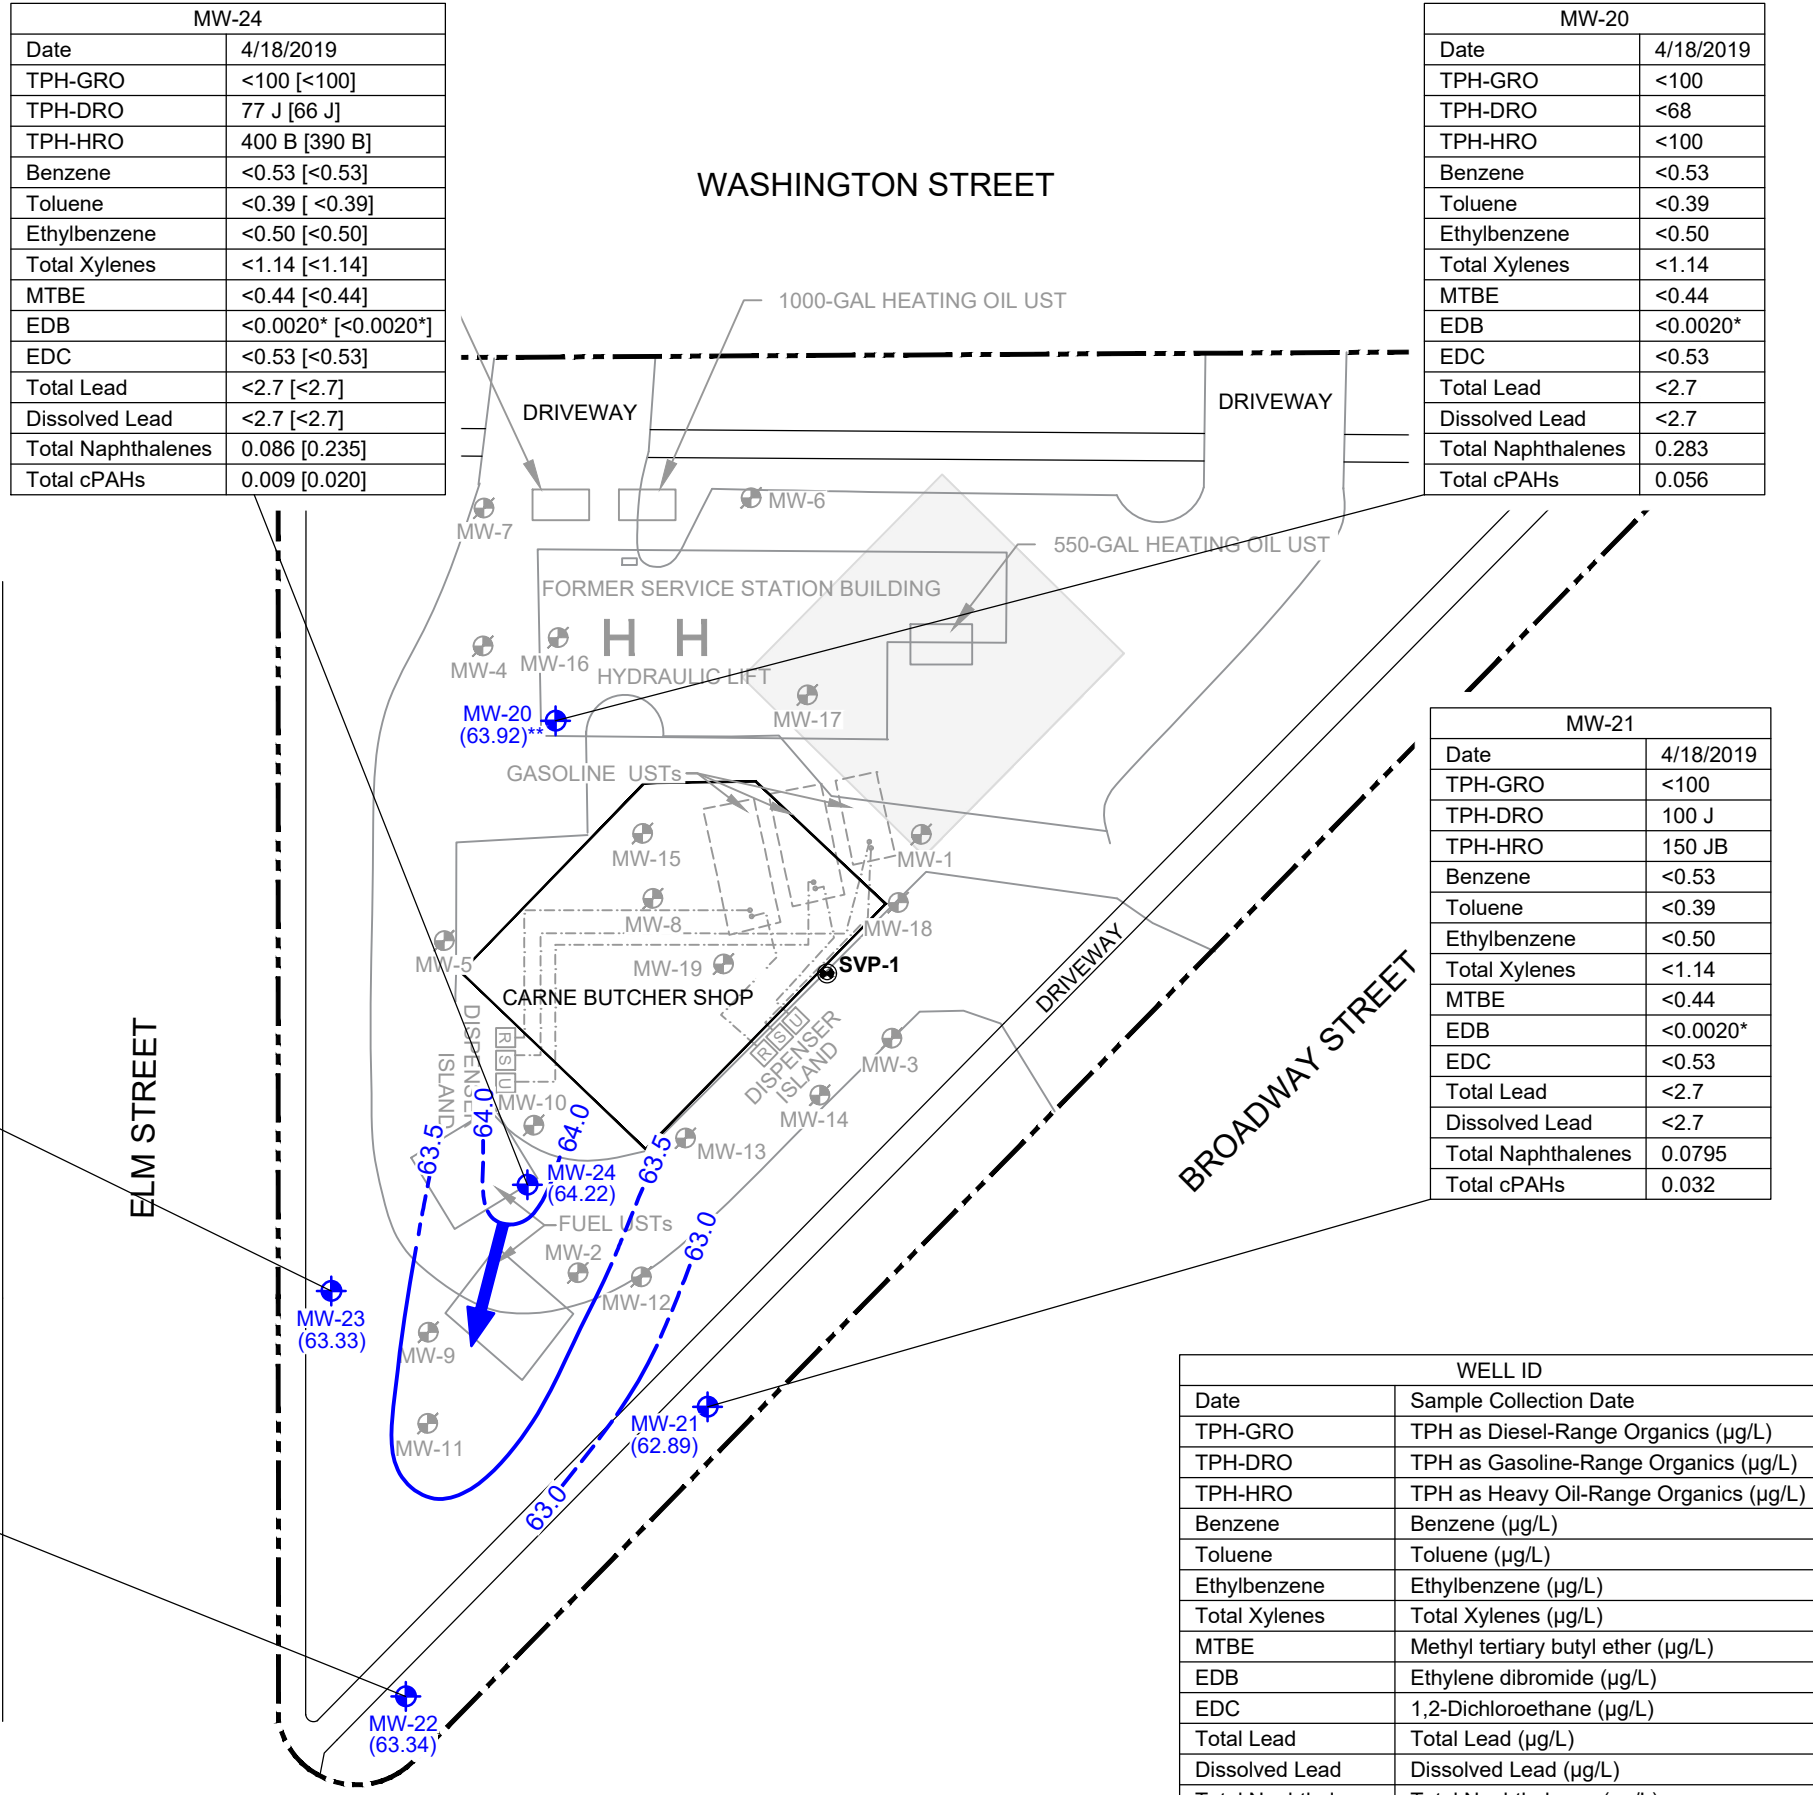 MW-24
Date 4/18/2019
TPH-GRO <100 [<100]
TPH-DRO 77 J [66 J]
TPH-HRO 400 B [390 B]
Benzene <0.53 [<0.53]
Toluene <0.39 [ <0.39]
Ethylbenzene <0.50 [<0.50]
Total Xylenes <1.14 [<1.14]
MTBE <0.44 [<0.44]
EDB <0.0020* [<0.0020*]
EDC <0.53 [<0.53]
Total Lead <2.7 [<2.7]
Dissolved Lead <2.7 [<2.7]
Total Naphthalenes 0.086 [0.235]
Total cPAHs 0.009 [0.020]
MW-20
Date 4/18/2019
TPH-GRO <100
TPH-DRO <68
TPH-HRO <100
Benzene <0.53
Toluene <0.39
Ethylbenzene <0.50
Total Xylenes <1.14
MTBE <0.44
EDB <0.0020*
EDC <0.53
Total Lead <2.7
Dissolved Lead <2.7
Total Naphthalenes 0.283
Total cPAHs 0.056
WASHINGTON STREET
1000-GAL HEATING OIL UST
DRIVEWAY
DRIVEWAY
MW-7
MW-6
550-GAL HEATING OIL UST
FORMER SERVICE STATION BUILDING
MW-4
MW-16
HYDRAULIC LIFT
MW-20
(63.92)**
MW-17
GASOLINE USTs
MW-15
MW-1
MW-8
MW-18
MW-5
MW-19
SVP-1
CARNE BUTCHER SHOP
DRIVEWAY
DISPENSER
ISLAND
R
S
U
R
S
U
DISPENSER
ISLAND
MW-3
MW-14
MW-10
MW-13
64.0
64.0
63.5
63.5
63.0
63.0
MW-24
(64.22)
FUEL USTs
MW-2
MW-12
MW-9
MW-11
MW-23
(63.33)
MW-21
(62.89)
MW-22
(63.34)
ELM STREET
BROADWAY STREET
MW-21
Date 4/18/2019
TPH-GRO <100
TPH-DRO 100 J
TPH-HRO 150 JB
Benzene <0.53
Toluene <0.39
Ethylbenzene <0.50
Total Xylenes <1.14
MTBE <0.44
EDB <0.0020*
EDC <0.53
Total Lead <2.7
Dissolved Lead <2.7
Total Naphthalenes 0.0795
Total cPAHs 0.032
WELL ID
Date Sample Collection Date
TPH-GRO TPH as Diesel-Range Organics (µg/L)
TPH-DRO TPH as Gasoline-Range Organics (µg/L)
TPH-HRO TPH as Heavy Oil-Range Organics (µg/L)
Benzene Benzene (µg/L)
Toluene Toluene (µg/L)
Ethylbenzene Ethylbenzene (µg/L)
Total Xylenes Total Xylenes (µg/L)
MTBE Methyl tertiary butyl ether (µg/L)
EDB Ethylene dibromide (µg/L)
EDC 1,2-Dichloroethane (µg/L)
Total Lead Total Lead (µg/L)
Dissolved Lead Dissolved Lead (µg/L)